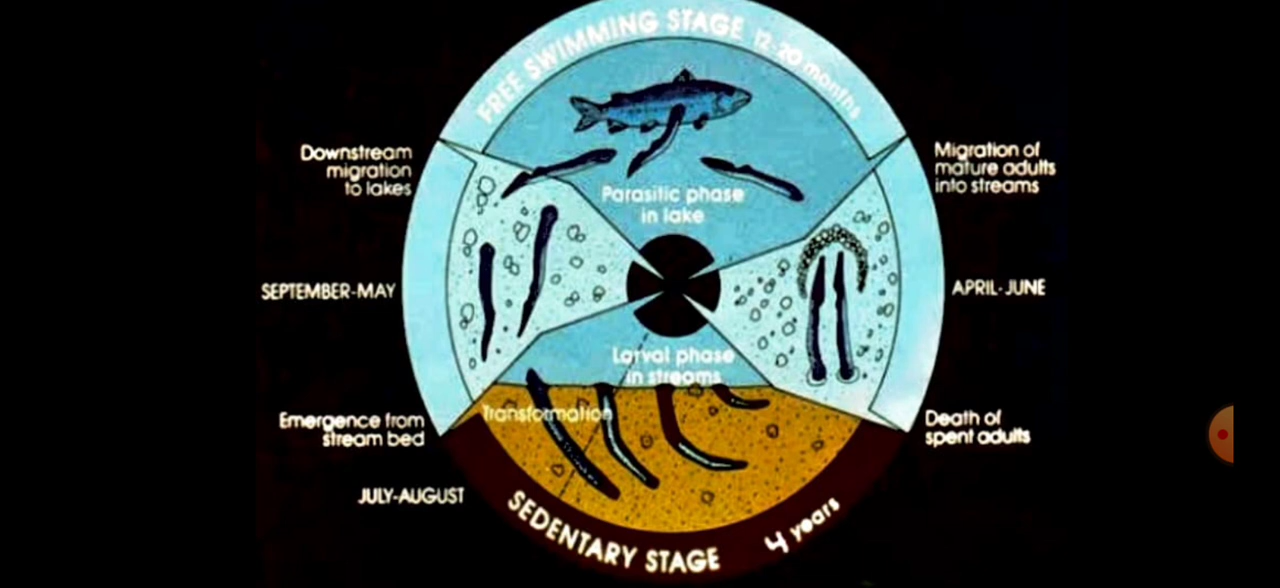 FREE SWIMMING STAGE 12-20 months
Downstream
migration
to lakes
Migration of
mature adults
into streams
Parasitic phase
in lake
SEPTEMBER-MAY
APRIL-JUNE
Larval phase
in streams
Transformation
Emergence from
stream bed
Death of
spent adults
JULY-AUGUST
SEDENTARY STAGE 4 years